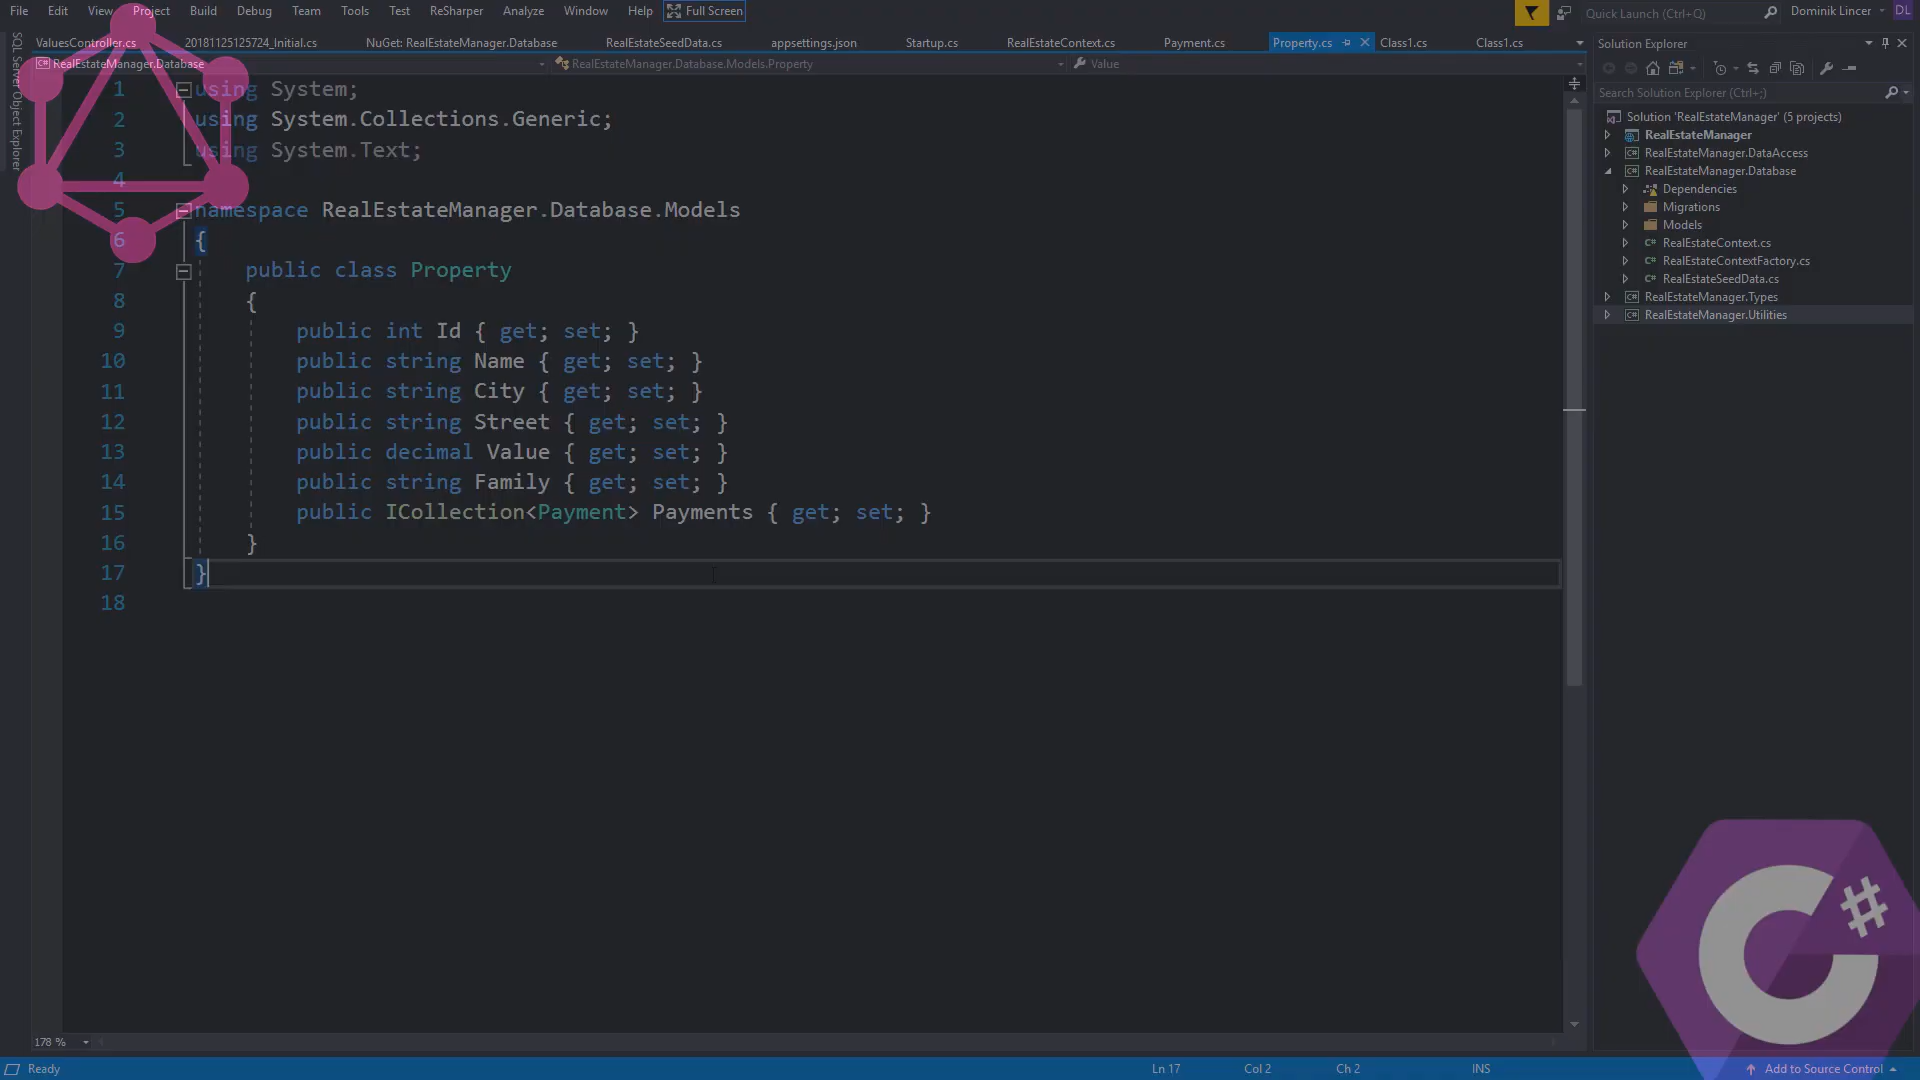 File Edit View Project Build Debug Team Tools Test ReSharper Analyze Window Help Full Screen Quick Launch (Ctrl+Q) Dominik Lincer DL
ValuesController.cs 20181125125724_Initial.cs NuGet: RealEstateManager.Database RealEstateSeedData.cs appsettings.json Startup.cs RealEstateContext.cs Payment.cs Property.cs Class1.cs Class1.cs
RealEstateManager.Database RealEstateManager.Database.Models.Property Value
SQL Server Object Explorer
1 using System;
2 using System.Collections.Generic;
3 using System.Text;
4
5 namespace RealEstateManager.Database.Models
6 {
7 public class Property
8 {
9 public int Id { get; set; }
10 public string Name { get; set; }
11 public string City { get; set; }
12 public string Street { get; set; }
13 public decimal Value { get; set; }
14 public string Family { get; set; }
15 public ICollection<Payment> Payments { get; set; }
16 }
17 }
18
Solution Explorer
Search Solution Explorer (Ctrl+;)
Solution 'RealEstateManager' (5 projects)
RealEstateManager
RealEstateManager.DataAccess
RealEstateManager.Database
Dependencies
Migrations
Models
C# RealEstateContext.cs
C# RealEstateContextFactory.cs
C# RealEstateSeedData.cs
RealEstateManager.Types
RealEstateManager.Utilities
C#
178 %
Ready Ln 17 Col 2 Ch 2 INS Add to Source Control